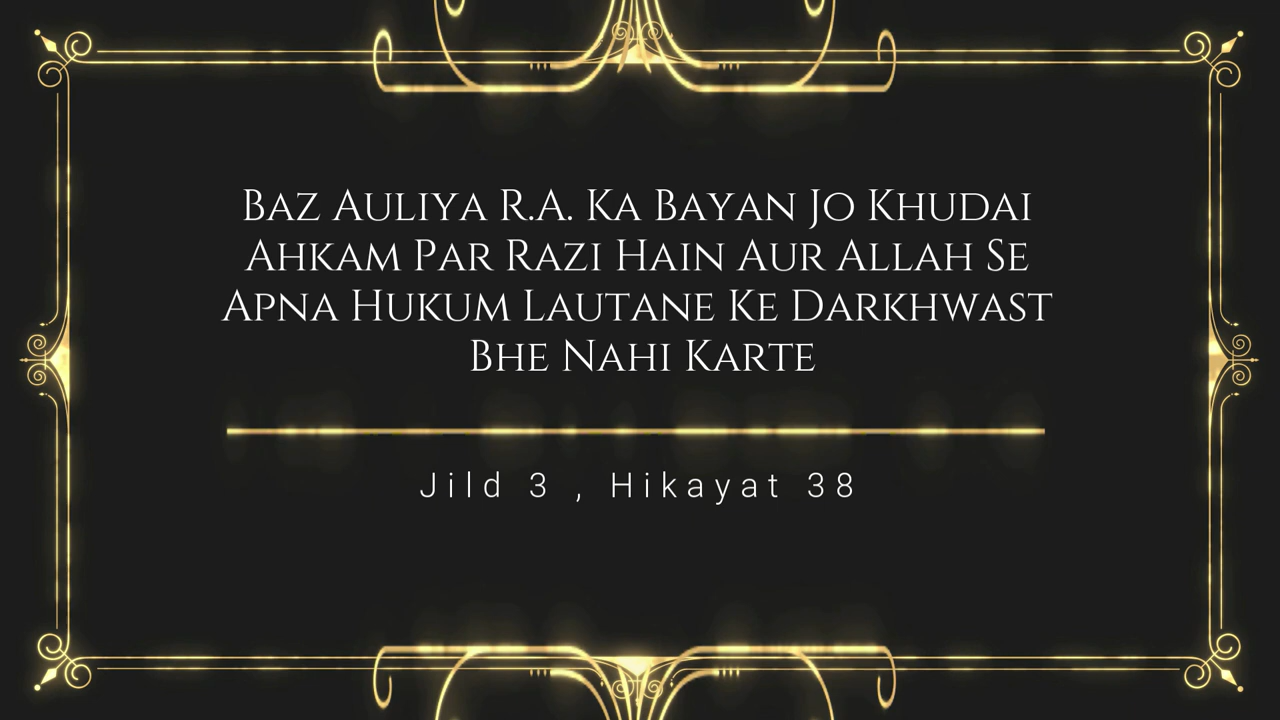 Baz Auliya R.A. Ka Bayan Jo Khudai
Ahkam Par Razi Hain Aur Allah Se
Apna Hukum Lautane Ke Darkhwast
Bhe Nahi Karte
Jild 3 , Hikayat 38